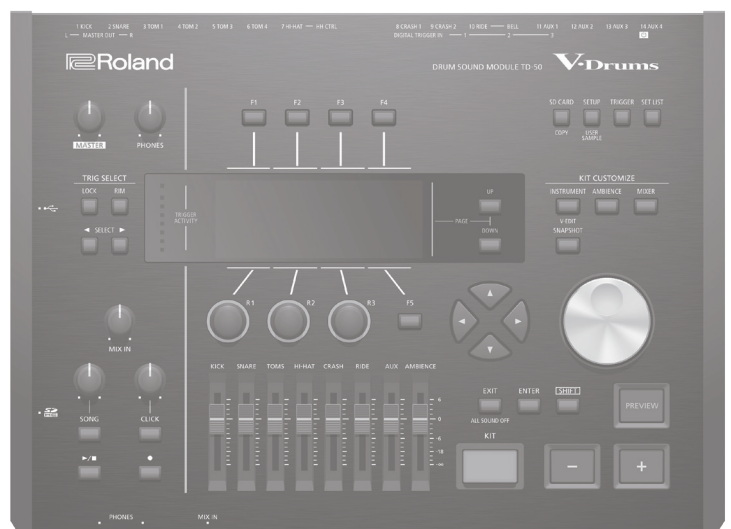 1 KICK 2 SNARE 3 TOM 1 4 TOM 2 5 TOM 3 6 TOM 4 7 HI-HAT — HH CTRL 8 CRASH 1 9 CRASH 2 10 RIDE — BELL 11 AUX 1 12 AUX 2 13 AUX 3 14 AUX 4
L — MASTER OUT — R DIGITAL TRIGGER IN — 1 — 2 — 3
Roland
DRUM SOUND MODULE TD-50 V-Drums
F1 F2 F3 F4
SD CARD SETUP TRIGGER SET LIST
COPY USER SAMPLE
MASTER PHONES
TRIG SELECT
LOCK RIM
◄ SELECT ►
TRIGGER
ACTIVITY
UP
PAGE
DOWN
KIT CUSTOMIZE
INSTRUMENT AMBIENCE MIXER
V-EDIT
SNAPSHOT
R1 R2 R3 F5
MIX IN
KICK SNARE TOMS HI-HAT CRASH RIDE AUX AMBIENCE
6
0
-6
-18
-∞
SONG CLICK
►/■ ●
EXIT ENTER SHIFT
ALL SOUND OFF
PREVIEW
KIT
− +
PHONES MIX IN